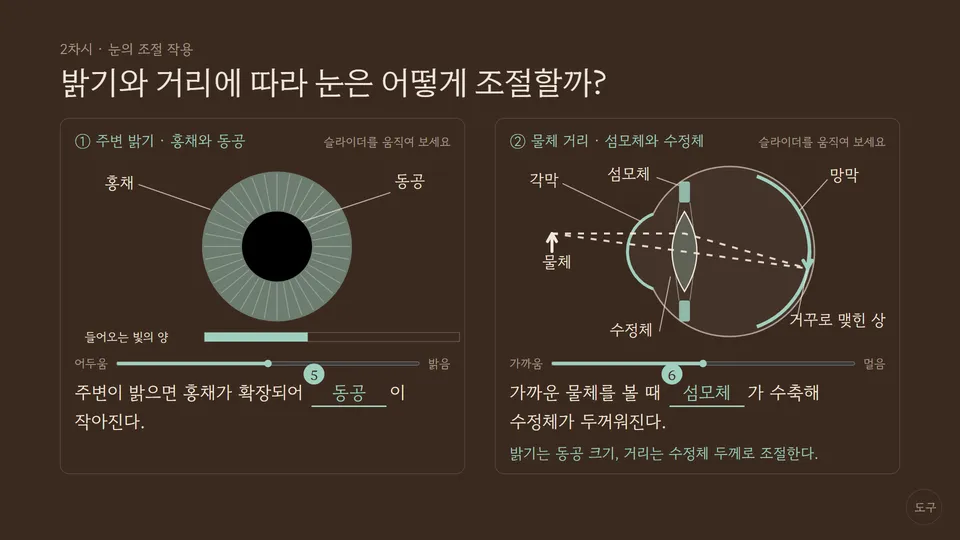 2차시 · 눈의 조절 작용
밝기와 거리에 따라 눈은 어떻게 조절할까?
① 주변 밝기 · 홍채와 동공
슬라이더를 움직여 보세요
홍채
동공
들어오는 빛의 양
어두움
밝음
5
주변이 밝으면 홍채가 확장되어 동공 이
작아진다.
② 물체 거리 · 섬모체와 수정체
슬라이더를 움직여 보세요
각막
섬모체
망막
물체
수정체
거꾸로 맺힌 상
가까움
멀음
6
가까운 물체를 볼 때 섬모체 가 수축해
수정체가 두꺼워진다.
밝기는 동공 크기, 거리는 수정체 두께로 조절한다.
도구